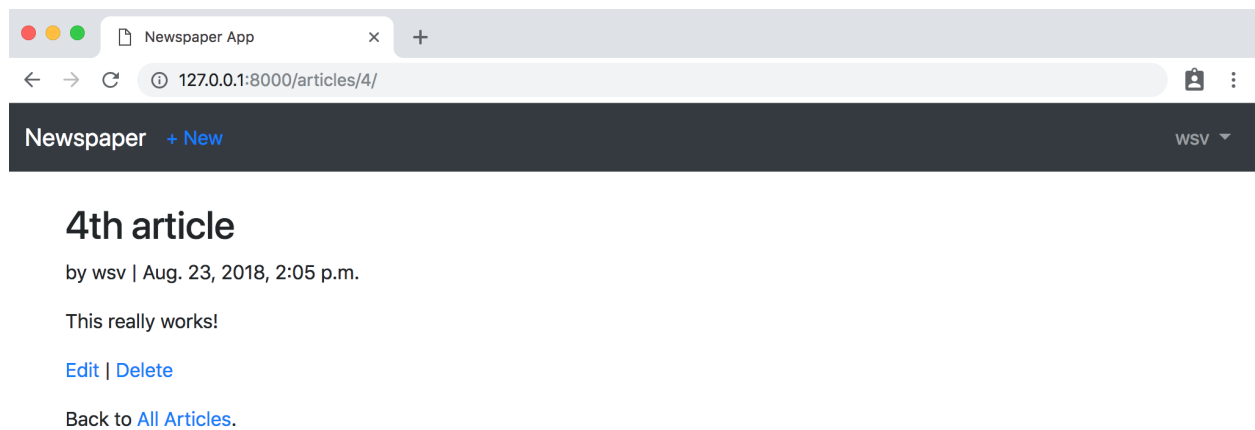 Newspaper App
127.0.0.1:8000/articles/4/
Newspaper + New wsv
4th article
by wsv | Aug. 23, 2018, 2:05 p.m.
This really works!
Edit | Delete
Back to All Articles.